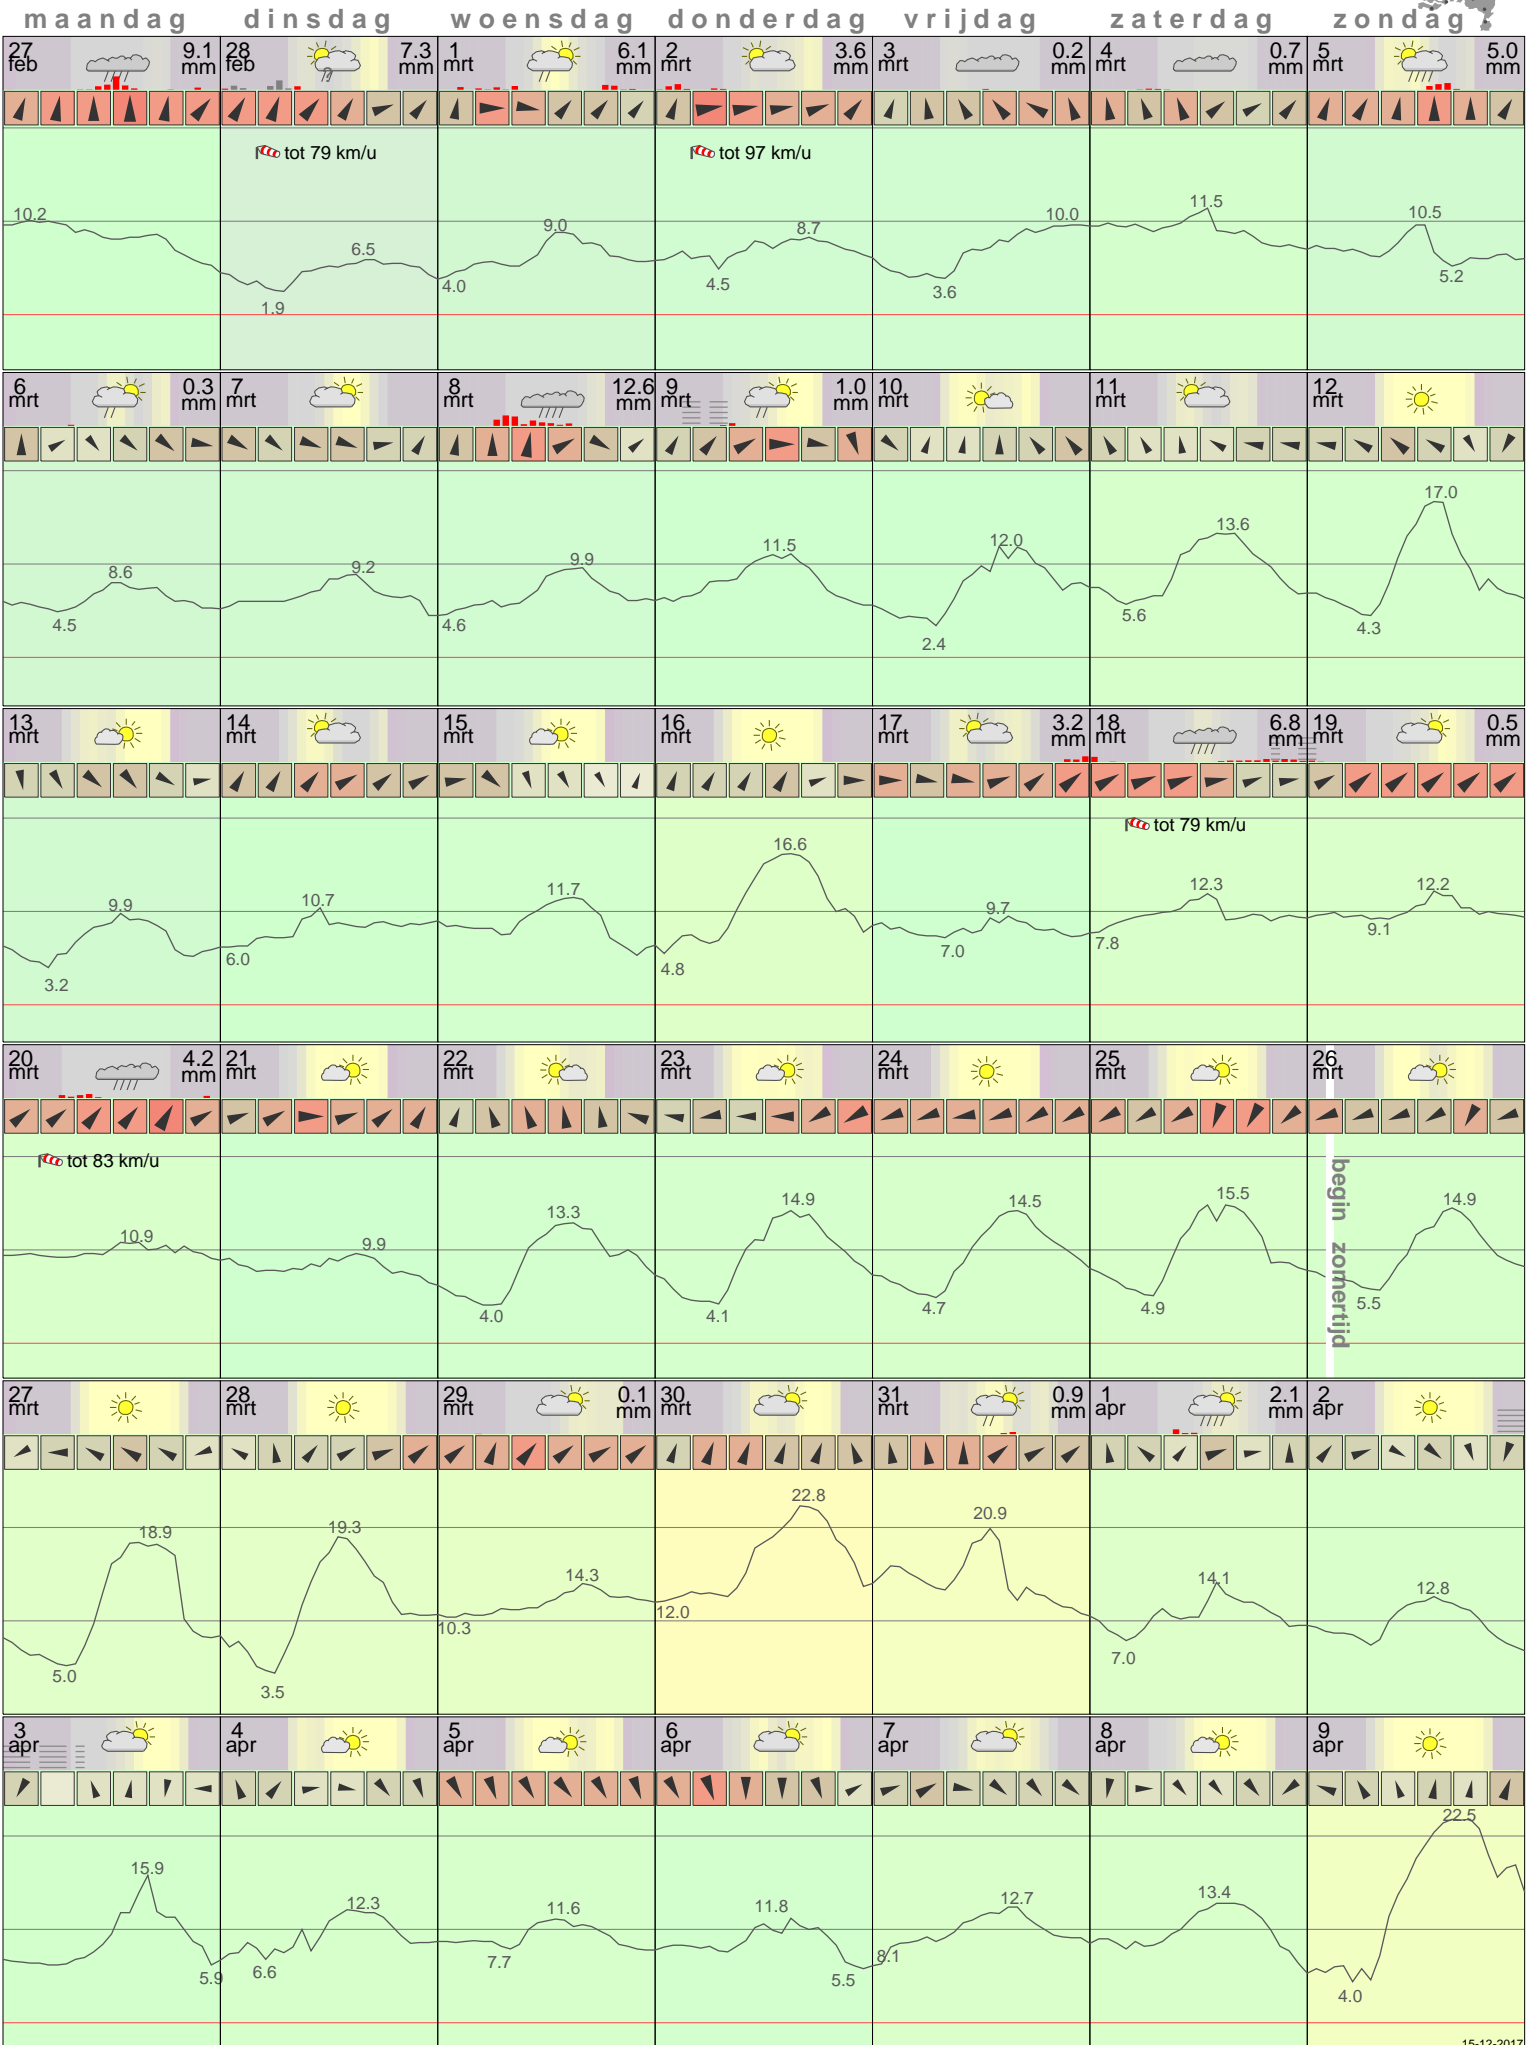 maandag dinsdag woensdag donderdag vrijdag zaterdag zondag
27 feb 9.1 mm 28 feb ? 7.3 mm 1 mrt 6.1 mm 2 mrt 3.6 mm 3 mrt 0.2 mm 4 mrt 0.7 mm 5 mrt 5.0 mm
tot 79 km/u tot 97 km/u
10.2 1.9 6.5 4.0 9.0 4.5 8.7 3.6 10.0 11.5 10.5 5.2
6 mrt 0.3 mm 7 mrt 8 mrt 12.6 mm 9 mrt 1.0 mm 10 mrt 11 mrt 12 mrt
4.5 8.6 9.2 4.6 9.9 11.5 2.4 12.0 5.6 13.6 4.3 17.0
13 mrt 14 mrt 15 mrt 16 mrt 17 mrt 3.2 mm 18 mrt 6.8 mm 19 mrt 0.5 mm
tot 79 km/u
3.2 9.9 6.0 10.7 11.7 4.8 16.6 7.0 9.7 7.8 12.3 9.1 12.2
20 mrt 4.2 mm 21 mrt 22 mrt 23 mrt 24 mrt 25 mrt 26 mrt
tot 83 km/u
begin zomertijd
10.9 9.9 4.0 13.3 4.1 14.9 4.7 14.5 4.9 15.5 5.5 14.9
27 mrt 28 mrt 29 mrt 0.1 mm 30 mrt 31 mrt 0.9 mm 1 apr 2.1 mm 2 apr
5.0 18.9 3.5 19.3 10.3 14.3 12.0 22.8 20.9 7.0 14.1 12.8
3 apr 4 apr 5 apr 6 apr 7 apr 8 apr 9 apr
15.9 5.9 6.6 12.3 7.7 11.6 11.8 5.5 8.1 12.7 13.4 4.0 22.5
15-12-2017